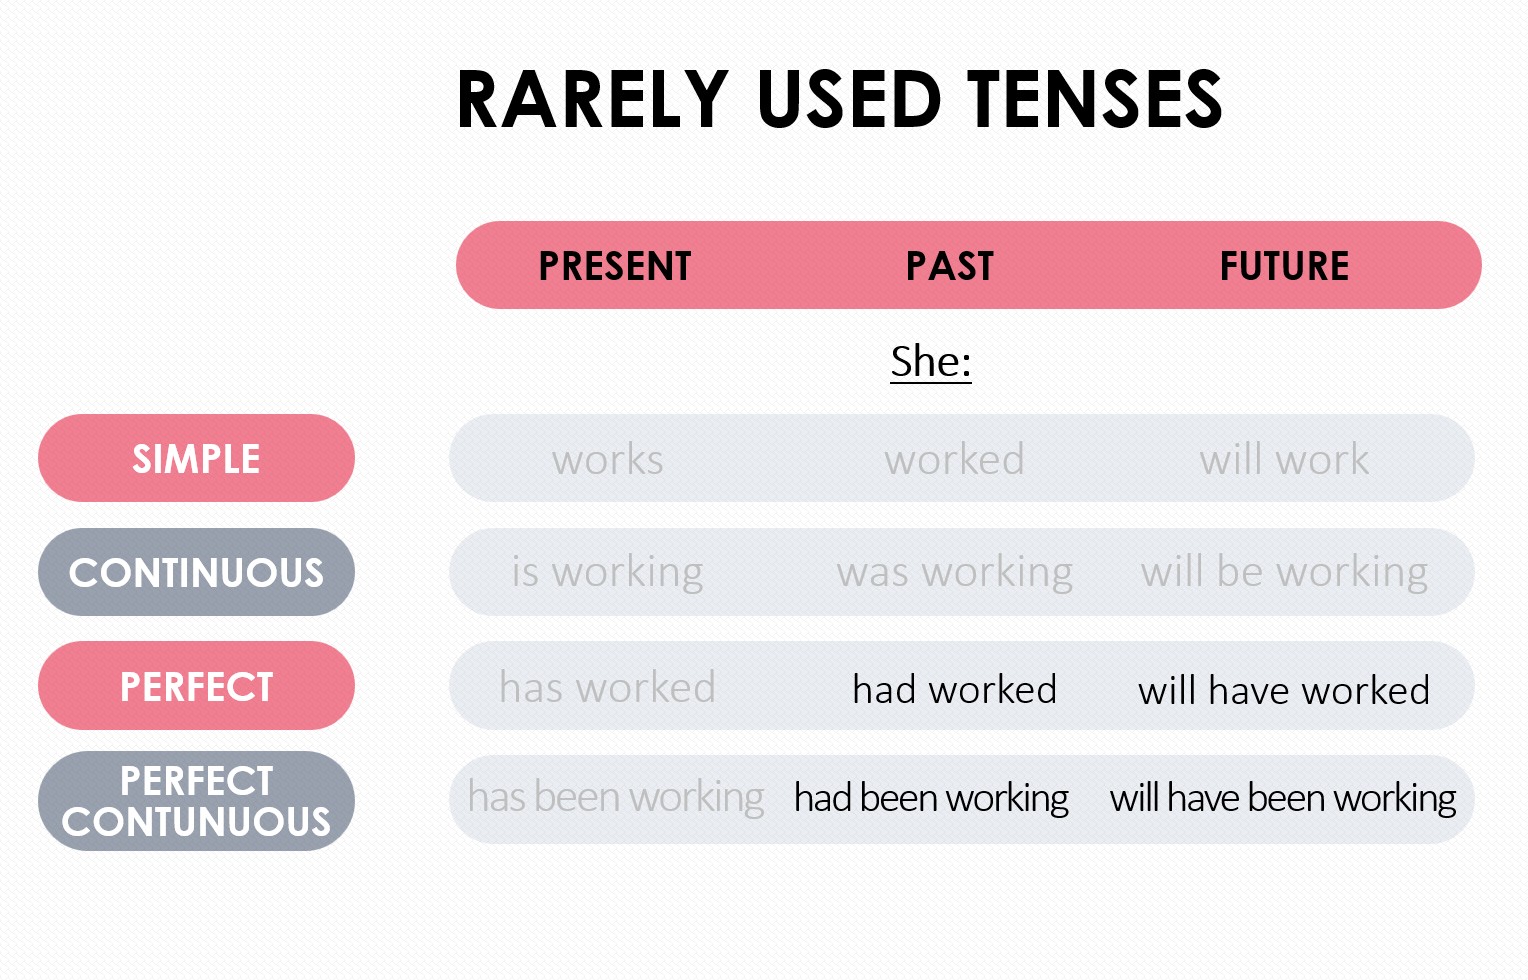 RARELY USED TENSES
PRESENT PAST FUTURE
She:
SIMPLE works worked will work
CONTINUOUS is working was working will be working
PERFECT has worked had worked will have worked
PERFECT
CONTUNUOUS has been working had been working will have been working